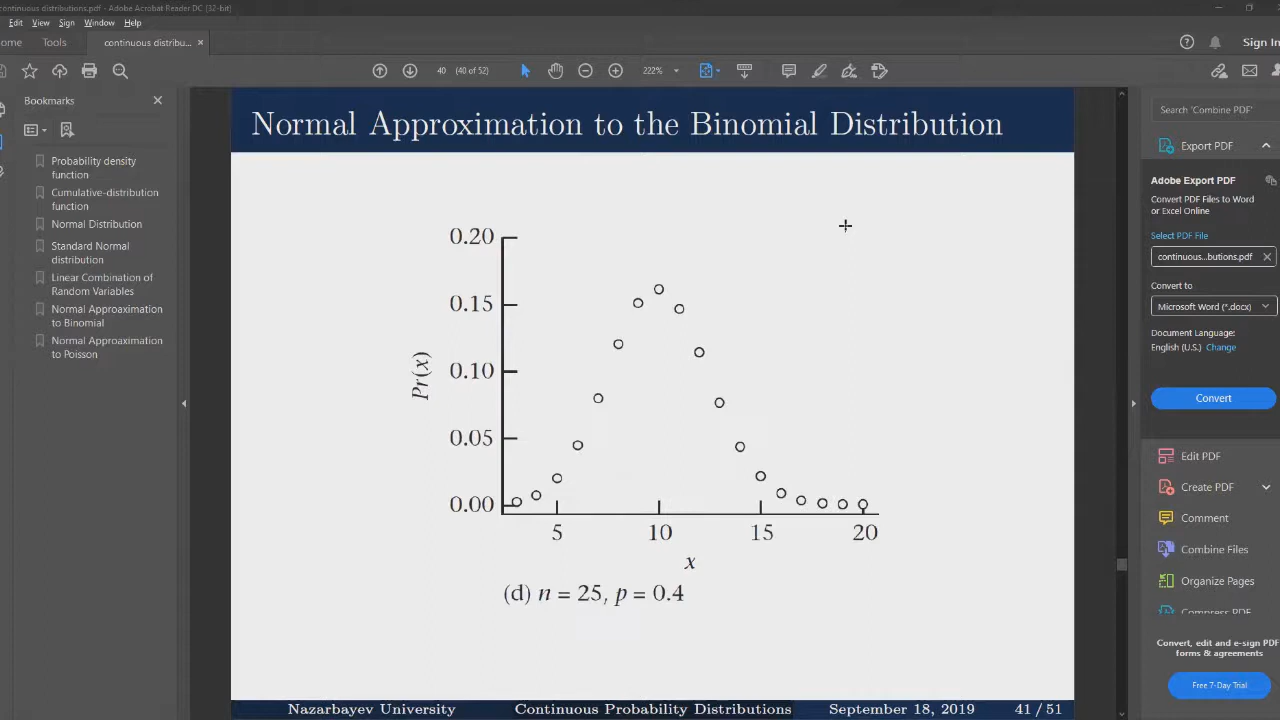 continuous distributions.pdf - Adobe Acrobat Reader DC (32-bit)
Edit View Sign Window Help
ome Tools continuous distribu... × Sign In
40 (40 of 52) 222%
Bookmarks
Probability density
function
Cumulative-distribution
function
Normal Distribution
Standard Normal
distribution
Linear Combination of
Random Variables
Normal Approaximation
to Binomial
Normal Approaximation
to Poisson
Normal Approximation to the Binomial Distribution
0.20
0.15
0.10
0.05
0.00
Pr(x)
5 10 15 20
x
(d) n = 25, p = 0.4
Nazarbayev University Continuous Probability Distributions September 18, 2019 41 / 51
Search 'Combine PDF'
Export PDF
Adobe Export PDF
Convert PDF Files to Word
or Excel Online
Select PDF File
continuous...butions.pdf
Convert to
Microsoft Word (*.docx)
Document Language:
English (U.S.) Change
Convert
Edit PDF
Create PDF
Comment
Combine Files
Organize Pages
Compress PDF
Convert, edit and e-sign PDF
forms & agreements
Free 7-Day Trial